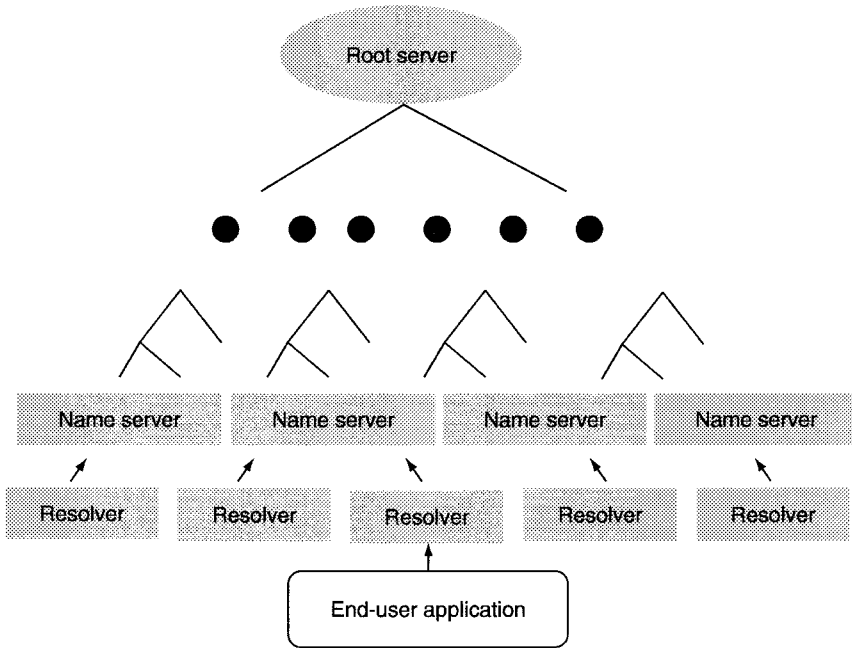 Root server
Name server
Name server
Name server
Name server
Resolver
Resolver
Resolver
Resolver
Resolver
End-user application